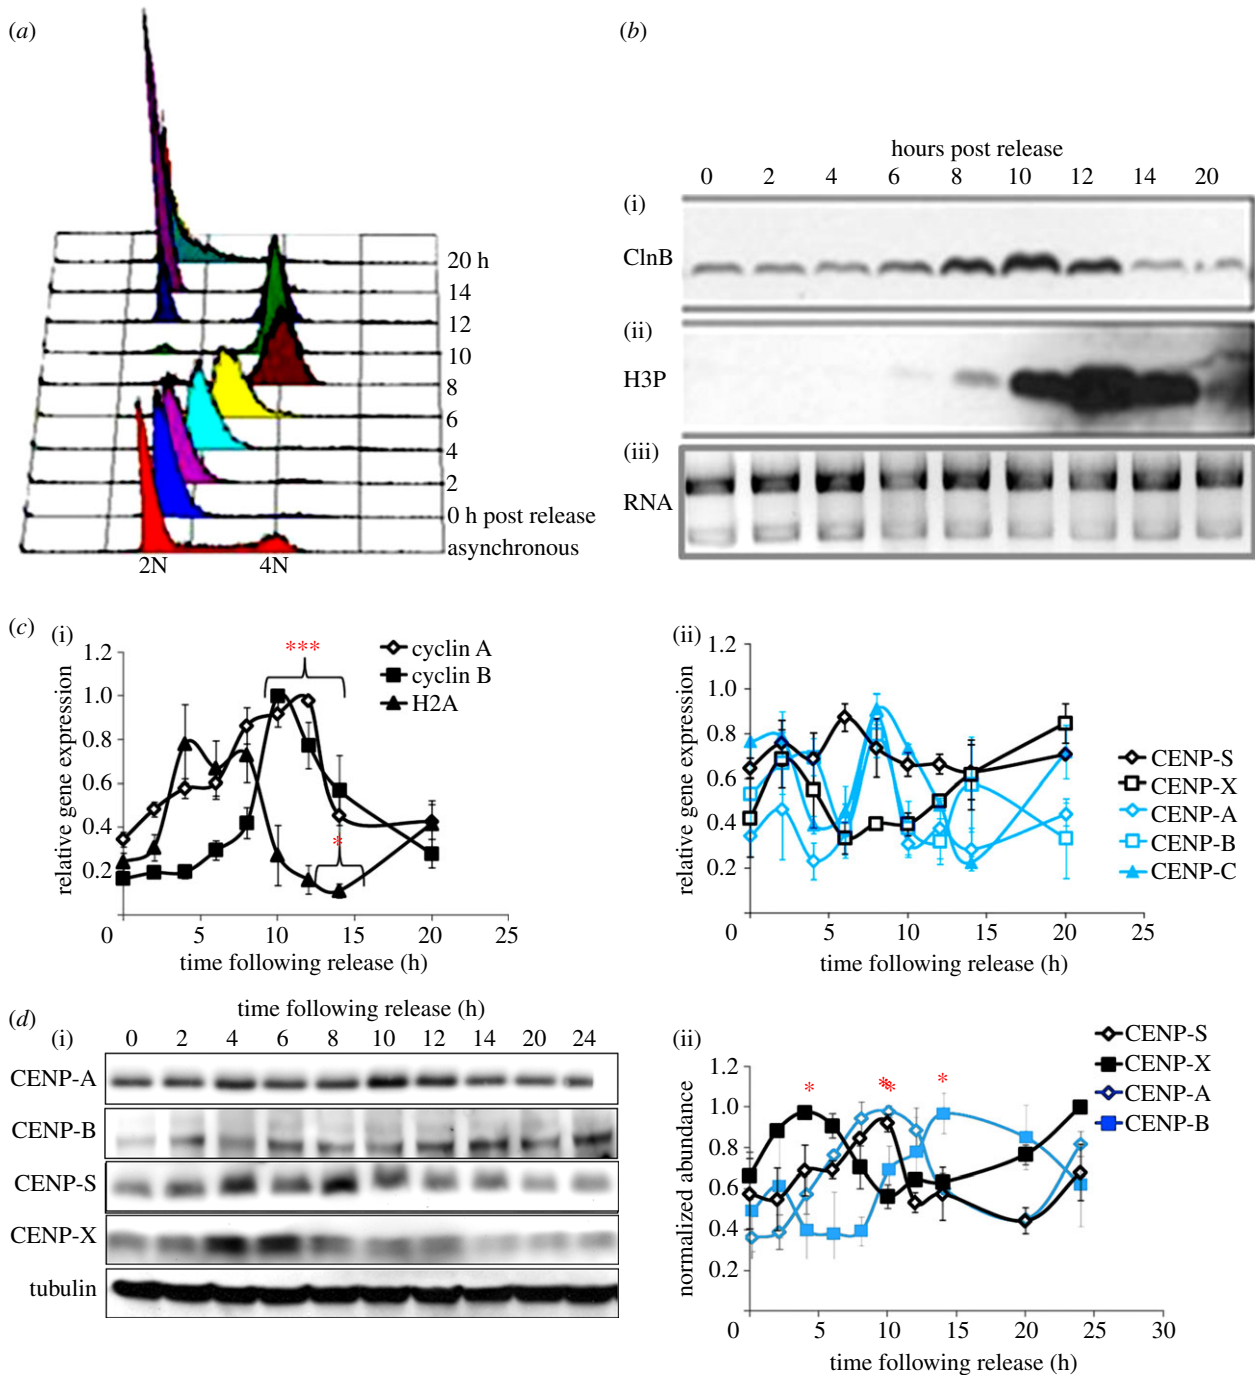 (a)
20 h
14
12
10
8
6
4
2
0 h post release
asynchronous
2N 4N
(b)
hours post release
0 2 4 6 8 10 12 14 20
(i)
ClnB
(ii)
H3P
(iii)
RNA
(c)
(i)
***
cyclin A
cyclin B
H2A
1.2
1.0
0.8
0.6
0.4
0.2
*
relative gene expression
0 5 10 15 20 25
time following release (h)
(ii)
1.2
1.0
0.8
0.6
0.4
0.2
relative gene expression
0 5 10 15 20 25
time following release (h)
CENP-S
CENP-X
CENP-A
CENP-B
CENP-C
(d)
time following release (h)
(i)
0 2 4 6 8 10 12 14 20 24
CENP-A
CENP-B
CENP-S
CENP-X
tubulin
(ii)
CENP-S
CENP-X
CENP-A
CENP-B
1.2
1.0
0.8
0.6
0.4
0.2
* ** *
normalized abundance
0 5 10 15 20 25 30
time following release (h)